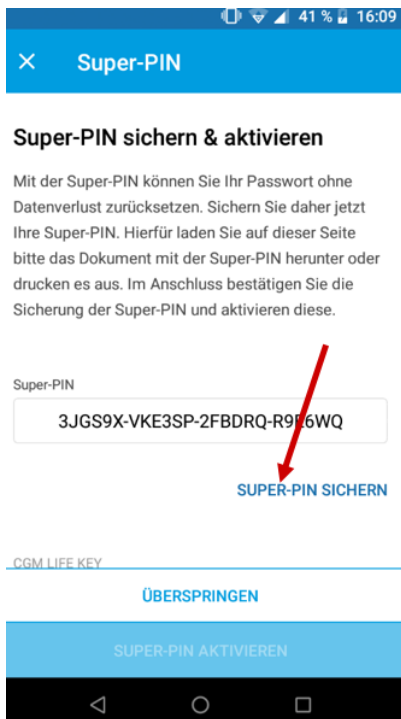 41 % 16:09
× Super-PIN
Super-PIN sichern & aktivieren
Mit der Super-PIN können Sie Ihr Passwort ohne
Datenverlust zurücksetzen. Sichern Sie daher jetzt
Ihre Super-PIN. Hierfür laden Sie auf dieser Seite
bitte das Dokument mit der Super-PIN herunter oder
drucken es aus. Im Anschluss bestätigen Sie die
Sicherung der Super-PIN und aktivieren diese.
Super-PIN
3JGS9X-VKE3SP-2FBDRQ-R9E6WQ
SUPER-PIN SICHERN
CGM LIFE KEY
ÜBERSPRINGEN
SUPER-PIN AKTIVIEREN